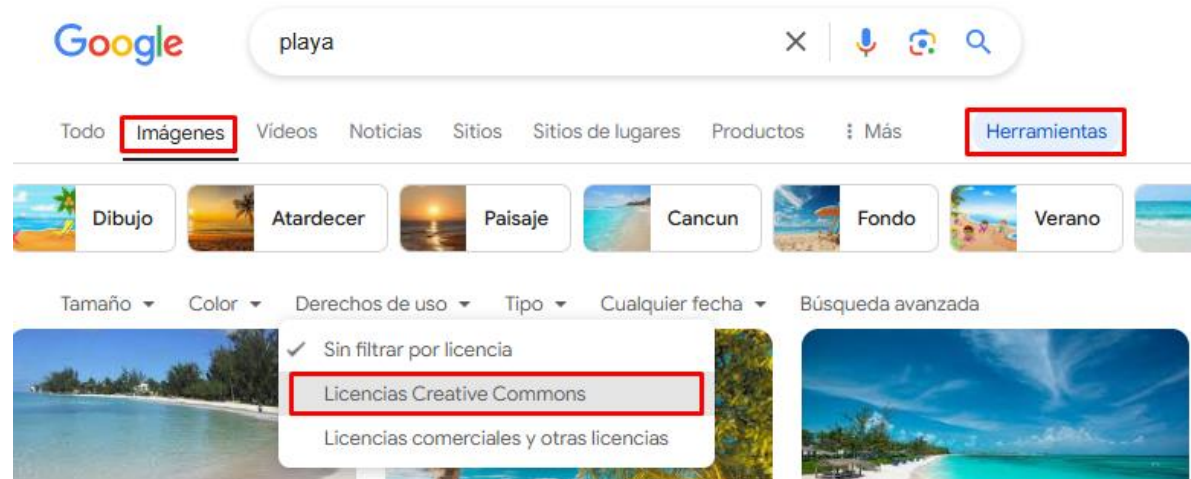 Google playa
Todo Imágenes Vídeos Noticias Sitios Sitios de lugares Productos Más Herramientas
Dibujo Atardecer Paisaje Cancun Fondo Verano
Tamaño Color Derechos de uso Tipo Cualquier fecha Búsqueda avanzada
Sin filtrar por licencia
Licencias Creative Commons
Licencias comerciales y otras licencias